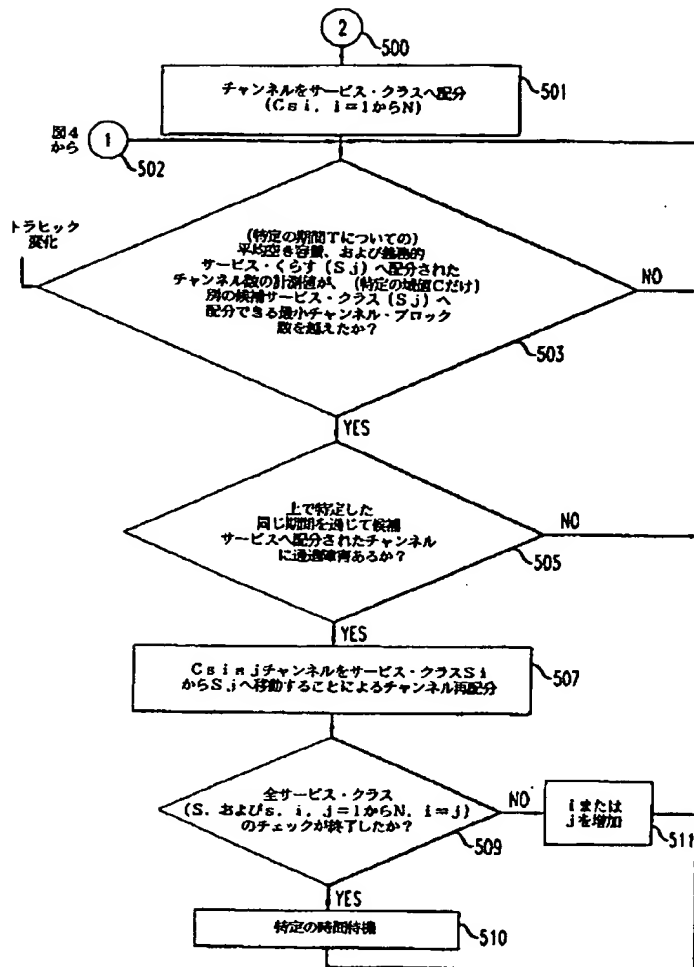 2
500
チャンネルをサービス・クラスへ配分
(Csi, i=1からN)
501
図4
から
1
502
トラヒック
変化
(特定の期間Tについての)
平均空き容量、および義務的
サービス・くらす (Sj) へ配分された
チャンネル数の計測値が、(特定の域値Cだけ)
別の候補サービス・クラス (Sj) へ
配分できる最小チャンネル・ブロック
数を越えたか?
NO
503
YES
上で特定した
同じ期間を通じて候補
サービスへ配分されたチャンネル
に通過障害あるか?
NO
505
YES
Csi=jチャンネルをサービス・クラスSi
からSjへ移動することによるチャンネル再配分
507
全サービス・クラス
(S, およびs, i, j=1からN, i=j)
のチェックが終了したか?
NO
509
iまたは
jを増加
511
YES
特定の時間待機
510